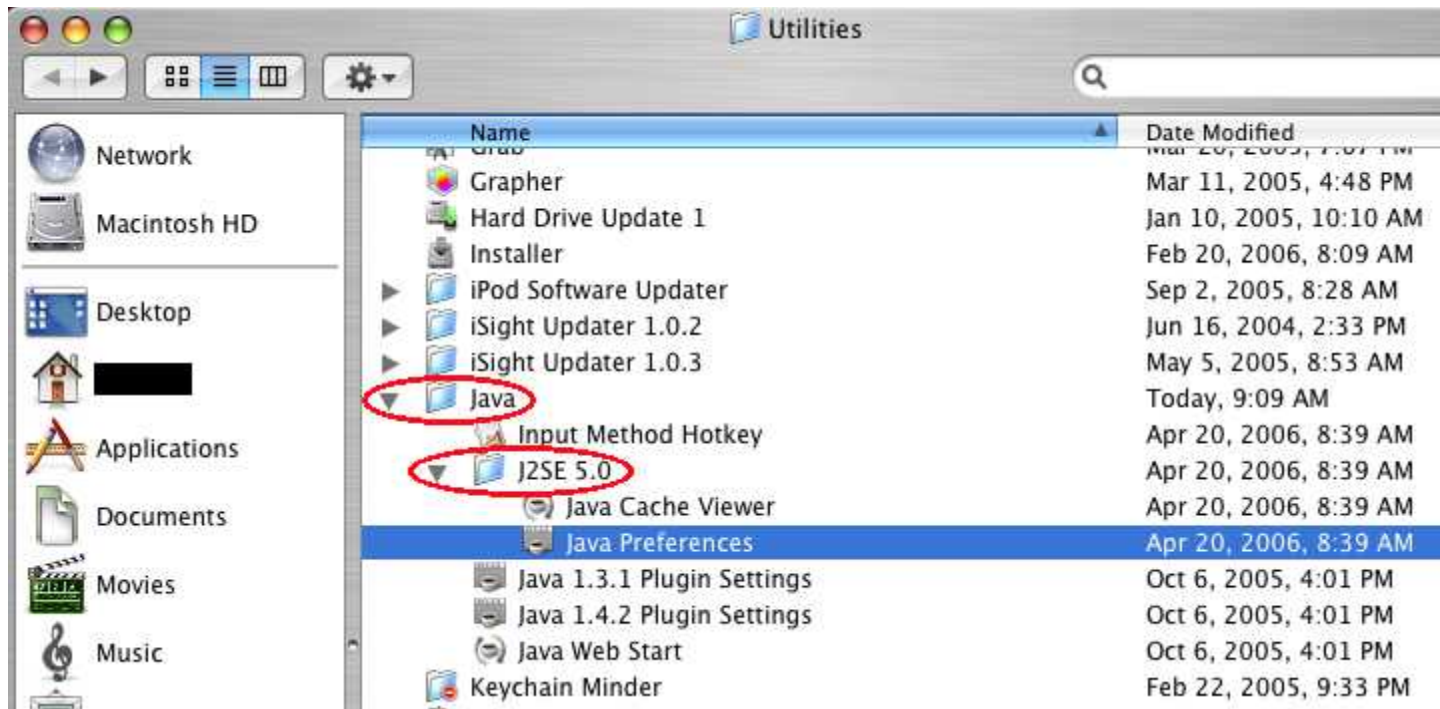 Utilities
Network
Macintosh HD
Desktop
Applications
Documents
Movies
Music
Name Date Modified
Grab
Grapher Mar 11, 2005, 4:48 PM
Hard Drive Update 1 Jan 10, 2005, 10:10 AM
Installer Feb 20, 2006, 8:09 AM
iPod Software Updater Sep 2, 2005, 8:28 AM
iSight Updater 1.0.2 Jun 16, 2004, 2:33 PM
iSight Updater 1.0.3 May 5, 2005, 8:53 AM
Java Today, 9:09 AM
Input Method Hotkey Apr 20, 2006, 8:39 AM
J2SE 5.0 Apr 20, 2006, 8:39 AM
Java Cache Viewer Apr 20, 2006, 8:39 AM
Java Preferences Apr 20, 2006, 8:39 AM
Java 1.3.1 Plugin Settings Oct 6, 2005, 4:01 PM
Java 1.4.2 Plugin Settings Oct 6, 2005, 4:01 PM
Java Web Start Oct 6, 2005, 4:01 PM
Keychain Minder Feb 22, 2005, 9:33 PM